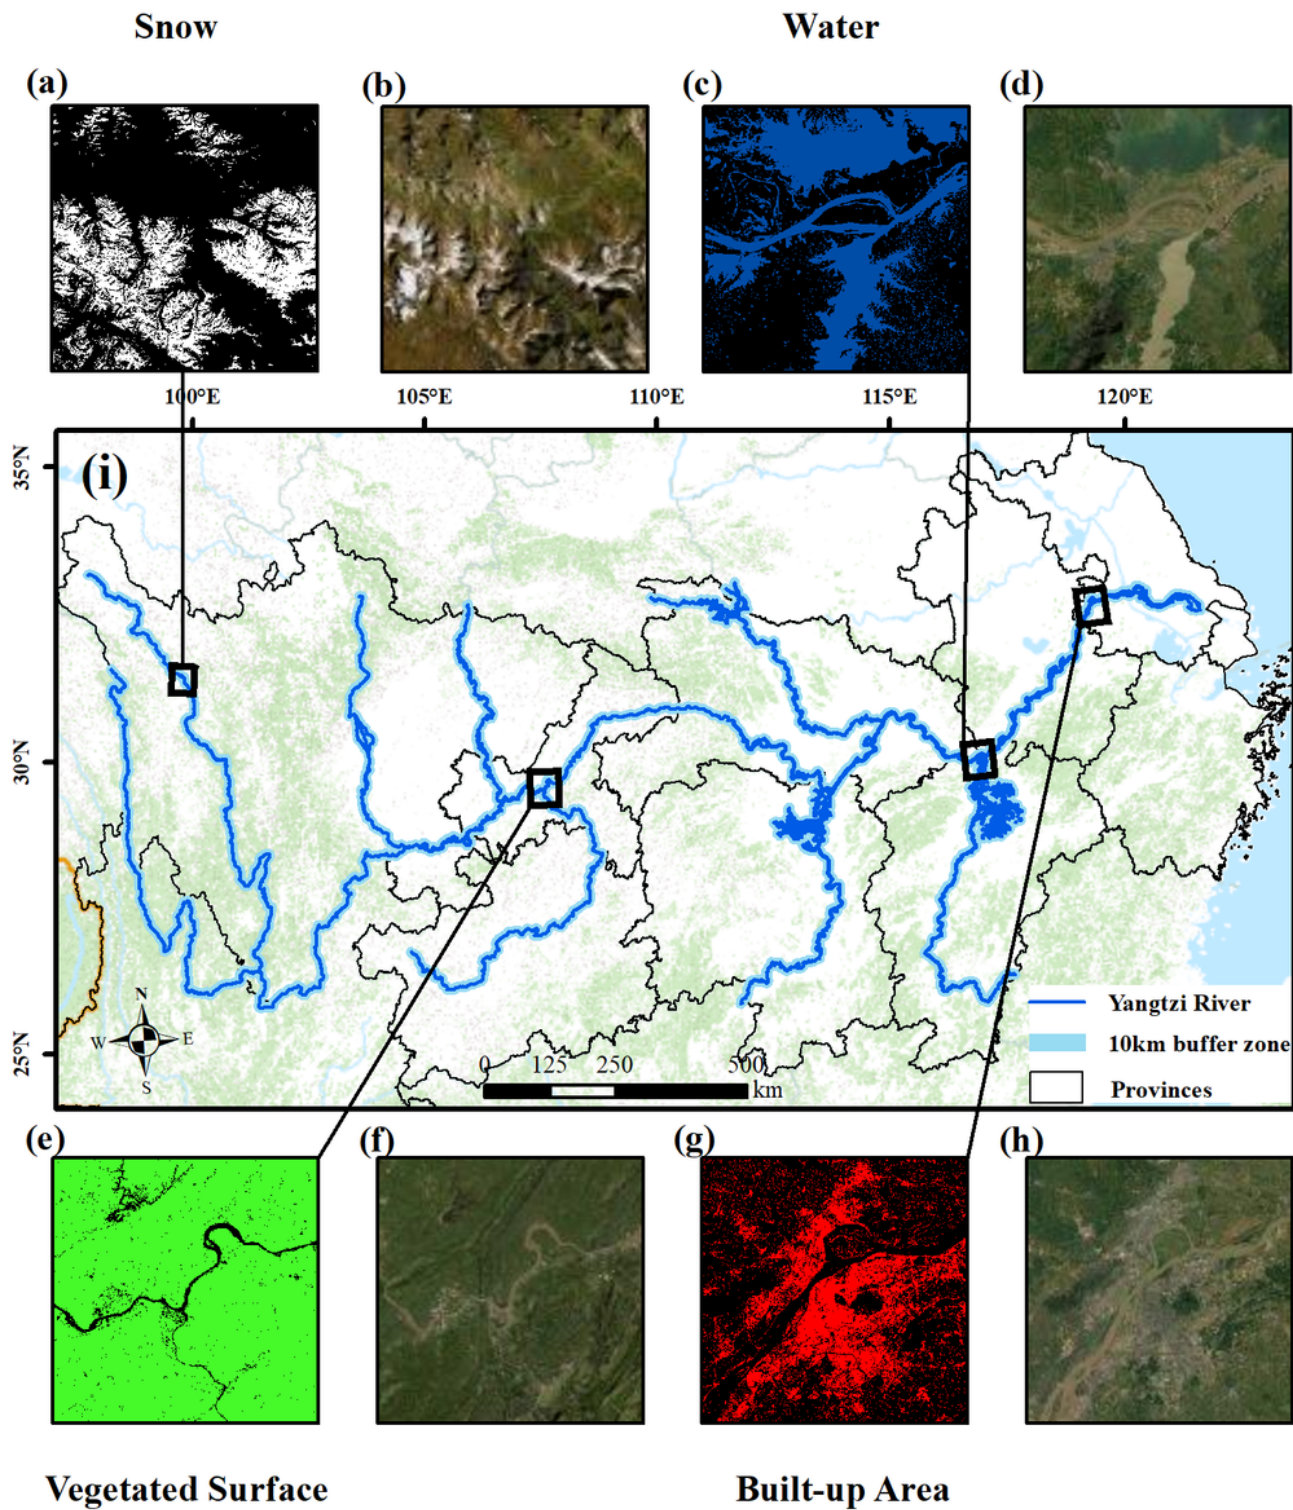 Snow
Water
(a)
(b)
(c)
(d)
100°E
105°E
110°E
115°E
120°E
35°N
(i)
30°N
25°N
N
W
E
S
0 125 250 500
km
Yangtzi River
10km buffer zone
Provinces
(e)
(f)
(g)
(h)
Vegetated Surface
Built-up Area